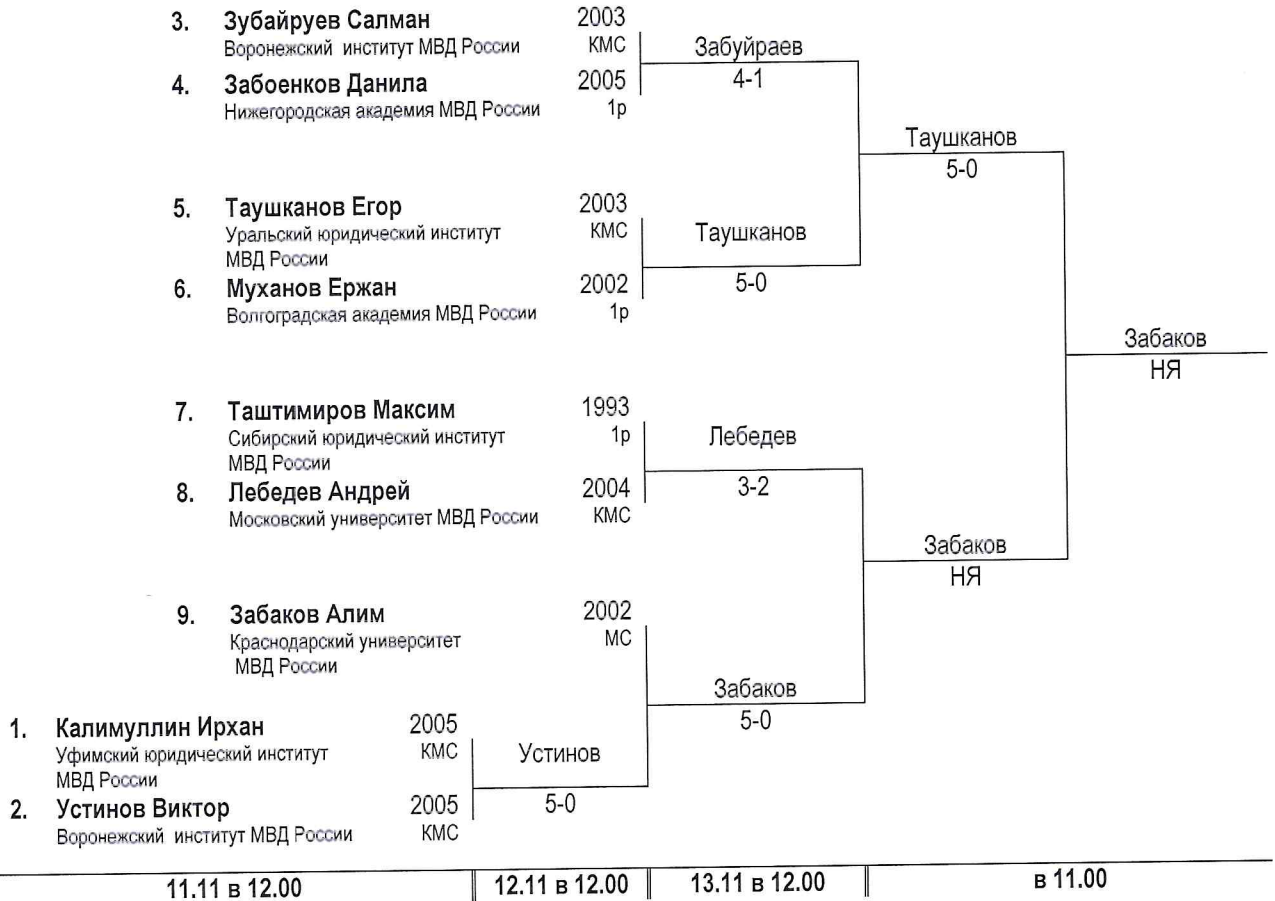 3. Зубайруев Салман 2003
Воронежский институт МВД России КМС
Забуйраев
4-1
4. Забоенков Данила 2005
Нижегородская академия МВД России 1р
Таушканов
5-0
5. Таушканов Егор 2003
Уральский юридический институт КМС
МВД России
Таушканов
5-0
6. Муханов Ержан 2002
Волгоградская академия МВД России 1р
Забаков
НЯ
7. Таштимиров Максим 1993
Сибирский юридический институт 1р
МВД России
Лебедев
3-2
8. Лебедев Андрей 2004
Московский университет МВД России КМС
Забаков
НЯ
9. Забаков Алим 2002
Краснодарский университет МС
МВД России
Забаков
5-0
1. Калимуллин Ирхан 2005
Уфимский юридический институт КМС
МВД России
Устинов
5-0
2. Устинов Виктор 2005
Воронежский институт МВД России КМС
11.11 в 12.00 12.11 в 12.00 13.11 в 12.00 в 11.00